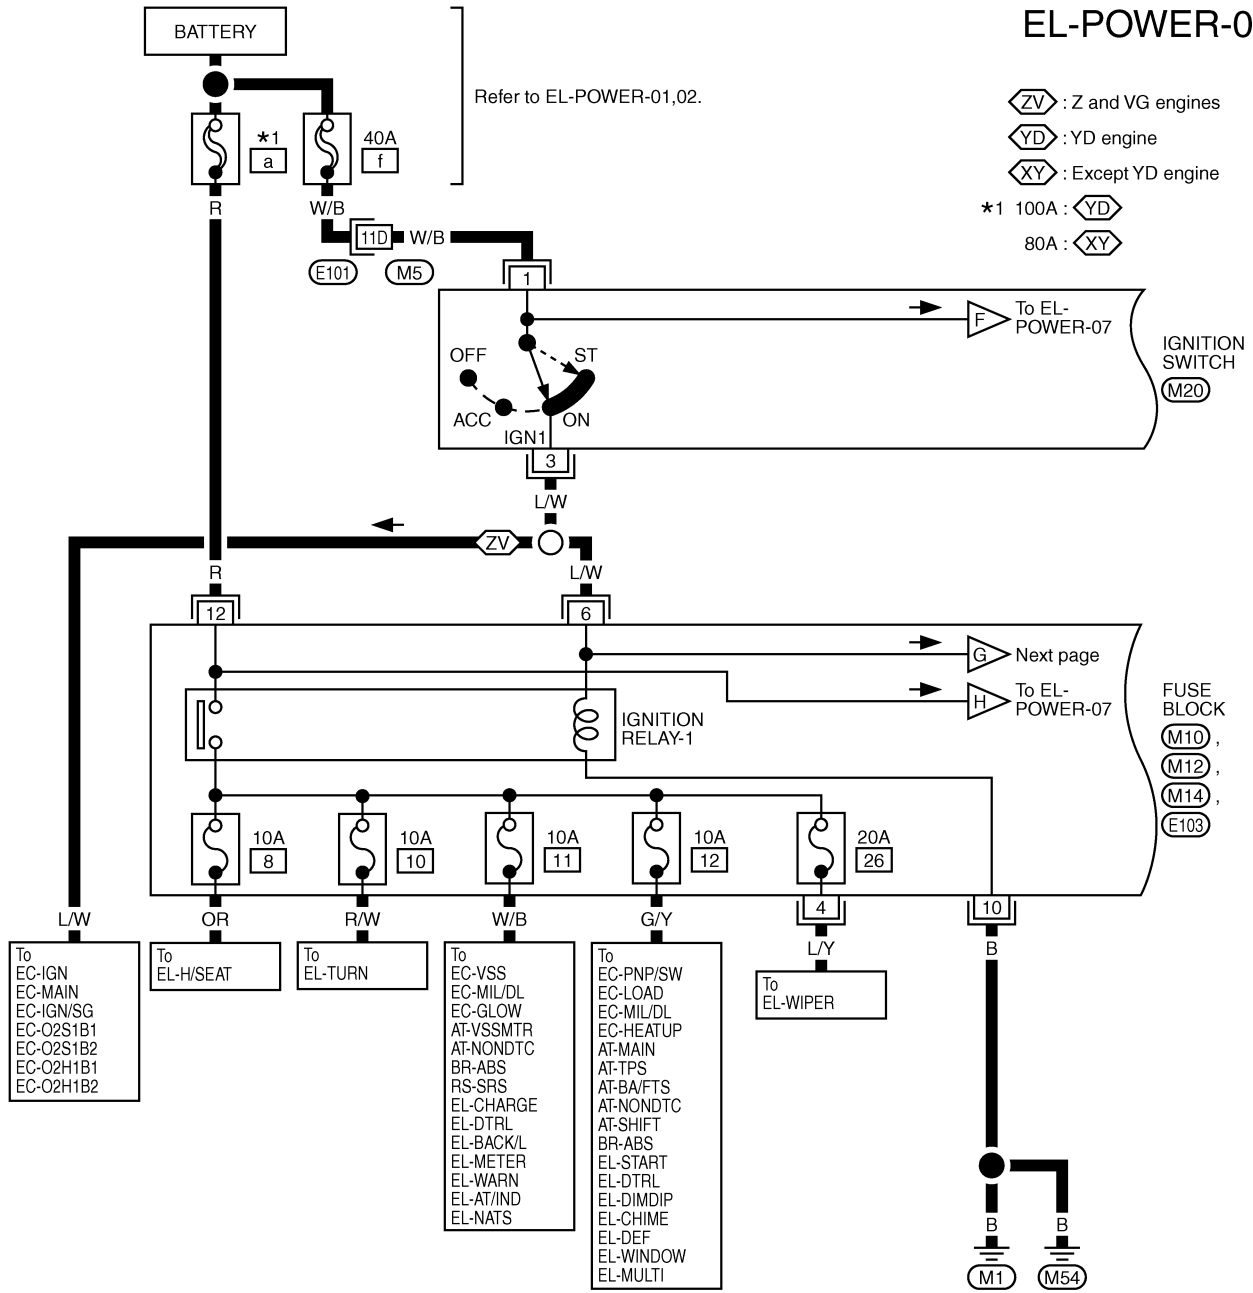 EL-POWER-0
BATTERY
Refer to EL-POWER-01,02.
ZV : Z and VG engines
YD : YD engine
XY : Except YD engine
*1 100A : YD
80A : XY
*1
a
40A
f
R
W/B
11D
W/B
E101
M5
1
F
To EL-
POWER-07
IGNITION
SWITCH
M20
OFF
ST
ACC
ON
IGN1
3
L/W
ZV
R
L/W
12
6
G
Next page
H
To EL-
POWER-07
IGNITION
RELAY-1
FUSE
BLOCK
M10 ,
M12 ,
M14 ,
E103
10A
8
10A
10
10A
11
10A
12
20A
26
L/W
OR
R/W
W/B
G/Y
4
10
L/Y
B
To
EC-IGN
EC-MAIN
EC-IGN/SG
EC-O2S1B1
EC-O2S1B2
EC-O2H1B1
EC-O2H1B2
To
EL-H/SEAT
To
EL-TURN
To
EC-VSS
EC-MIL/DL
EC-GLOW
AT-VSSMTR
AT-NONDTC
BR-ABS
RS-SRS
EL-CHARGE
EL-DTRL
EL-BACK/L
EL-METER
EL-WARN
EL-AT/IND
EL-NATS
To
EC-PNP/SW
EC-LOAD
EC-MIL/DL
EC-HEATUP
AT-MAIN
AT-TPS
AT-BA/FTS
AT-NONDTC
AT-SHIFT
BR-ABS
EL-START
EL-DTRL
EL-DIMDIP
EL-CHIME
EL-DEF
EL-WINDOW
EL-MULTI
To
EL-WIPER
B
B
M1
M54